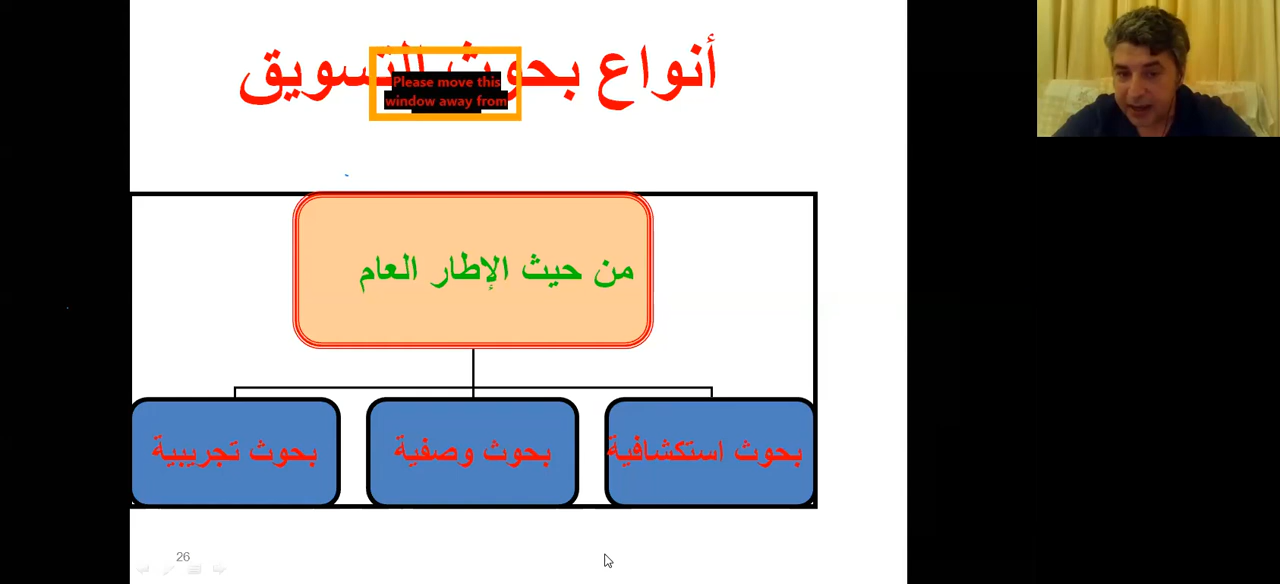 أنواع بحوث التسويق
Please move this
window away from
من حيث الإطار العام
بحوث استكشافية
بحوث وصفية
بحوث تجريبية
26